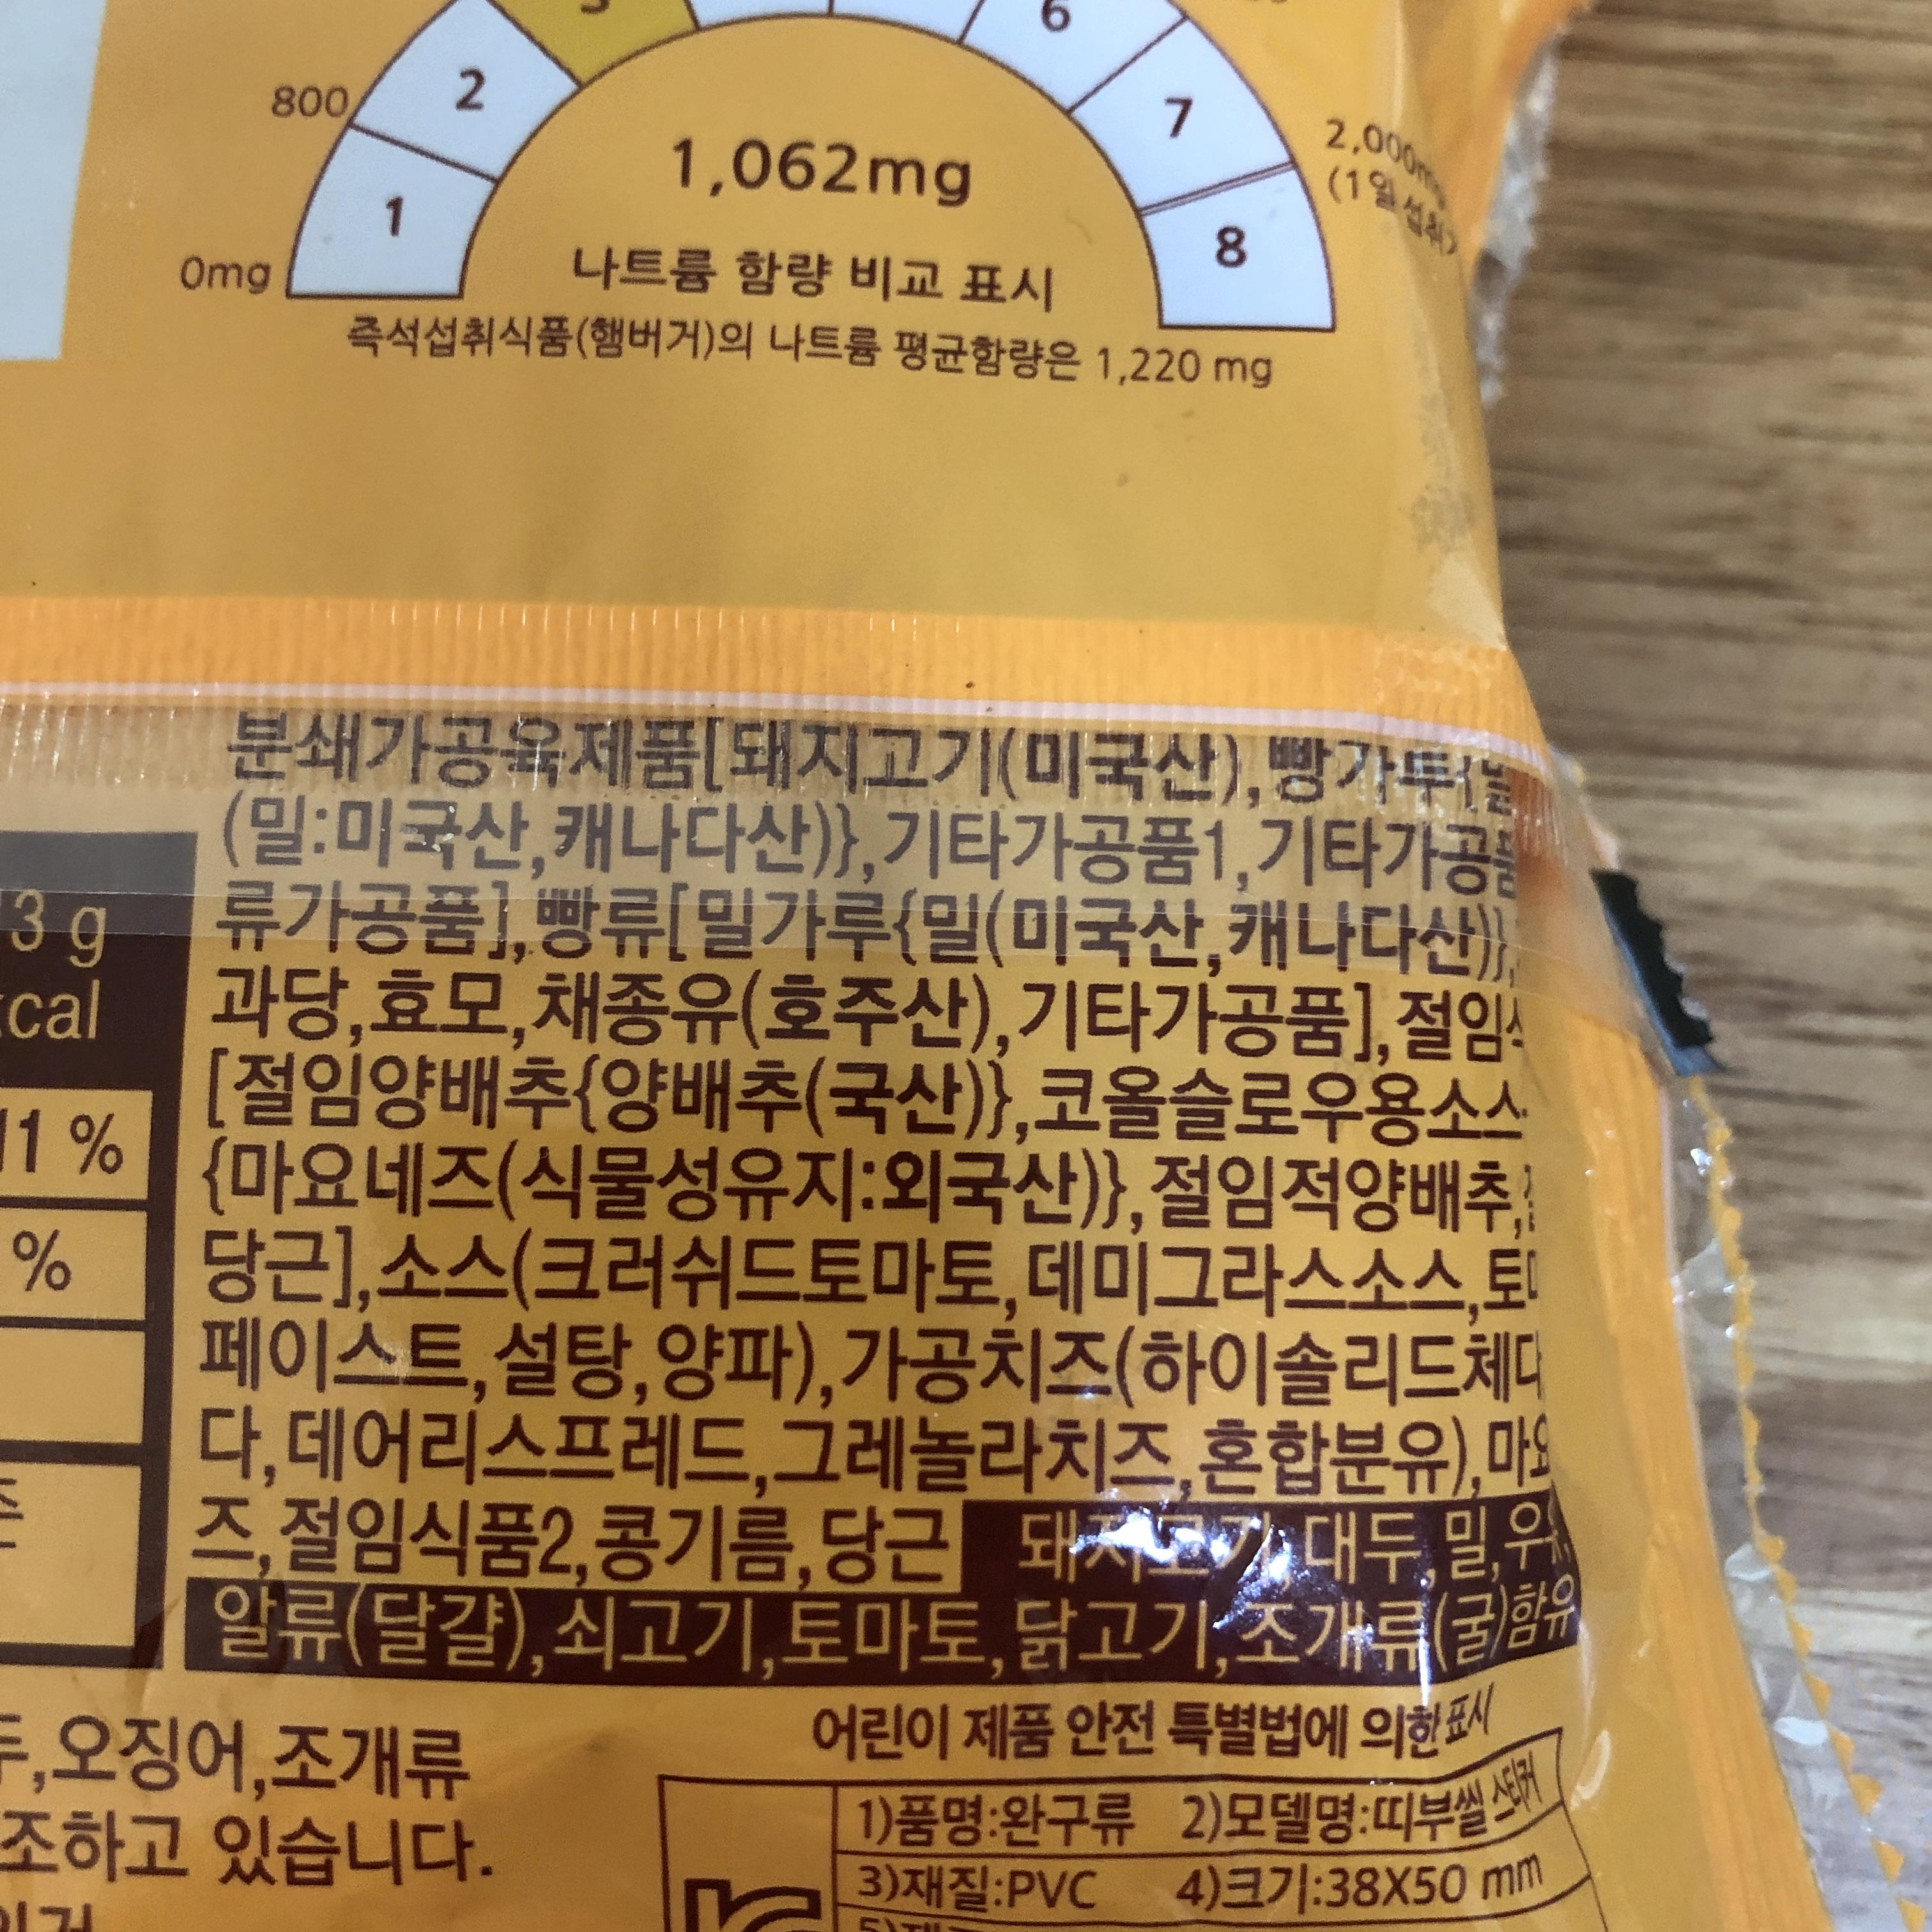 6
800
2
7
2,000mg
1,062mg
(1일 섭취
1
8
0mg
나트륨 함량 비교 표시
즉석섭취식품(햄버거)의 나트륨 평균함량은 1,220 mg
분쇄가공육제품[돼지고기(미국산),빵가루{밀
(밀:미국산,캐나다산)},기타가공품1,기타가공품
류가공품],빵류[밀가루{밀(미국산,캐나다산)},
과당,효모,채종유(호주산),기타가공품],절임
[절임양배추{양배추(국산)},코올슬로우용소스
{마요네즈(식물성유지:외국산)},절임적양배추,
당근],소스(크러쉬드토마토,데미그라스소스,토마
페이스트,설탕,양파),가공치즈(하이솔리드체다
다,데어리스프레드,그레놀라치즈,혼합분유),마요
즈,절임식품2,콩기름,당근 돼지고기,대두,밀,우유,
알류(달걀),쇠고기,토마토,닭고기,조개류(굴)함유
3 g
cal
11 %
%
두,오징어,조개류
조하고 있습니다.
어린이 제품 안전 특별법에 의한 표시
1)품명:완구류 2)모델명:띠부씰 스티커
3)재질:PVC 4)크기:38X50 mm